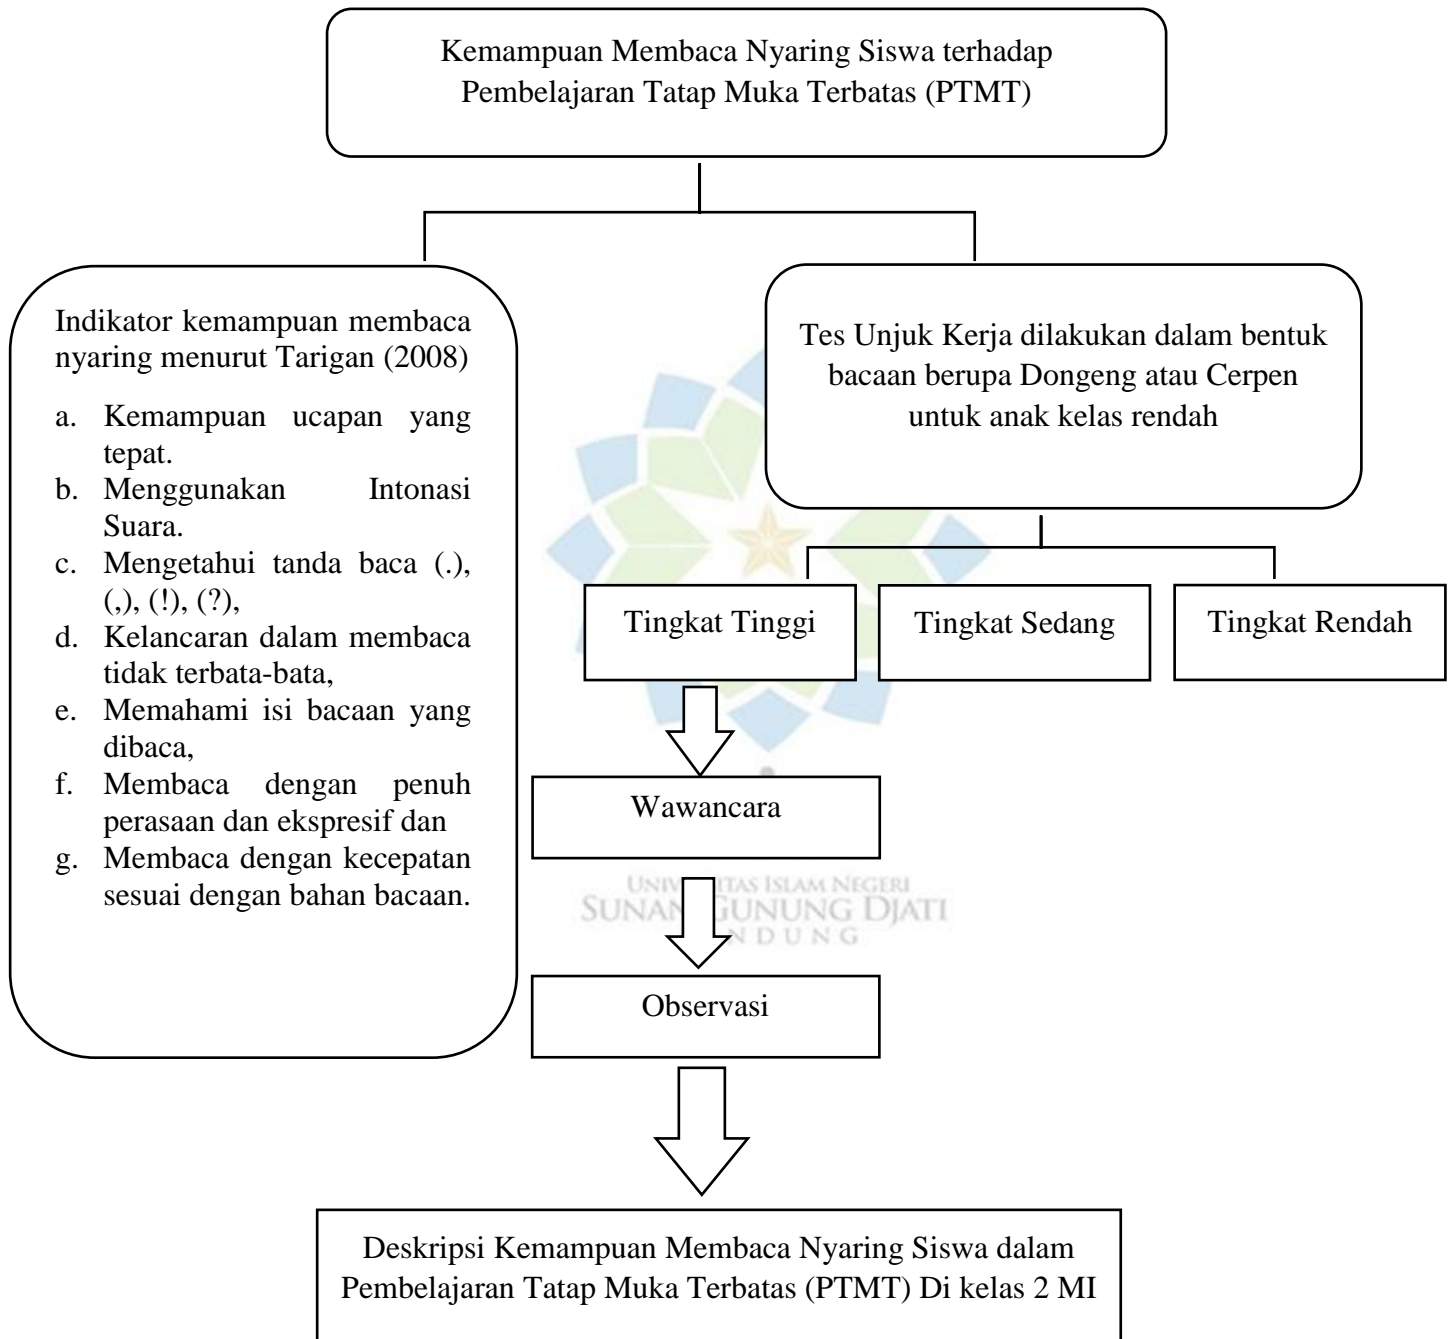 Kemampuan Membaca Nyaring Siswa terhadap
Pembelajaran Tatap Muka Terbatas (PTMT)
Indikator kemampuan membaca
nyaring menurut Tarigan (2008)
a. Kemampuan ucapan yang
tepat.
b. Menggunakan Intonasi
Suara.
c. Mengetahui tanda baca (.),
(,), (!), (?),
d. Kelancaran dalam membaca
tidak terbata-bata,
e. Memahami isi bacaan yang
dibaca,
f. Membaca dengan penuh
perasaan dan ekspresif dan
g. Membaca dengan kecepatan
sesuai dengan bahan bacaan.
Tes Unjuk Kerja dilakukan dalam bentuk
bacaan berupa Dongeng atau Cerpen
untuk anak kelas rendah
Tingkat Tinggi
Tingkat Sedang
Tingkat Rendah
Wawancara
ISLAM NEGERI
DJATI
Observasi
Deskripsi Kemampuan Membaca Nyaring Siswa dalam
Pembelajaran Tatap Muka Terbatas (PTMT) Di kelas 2 MI